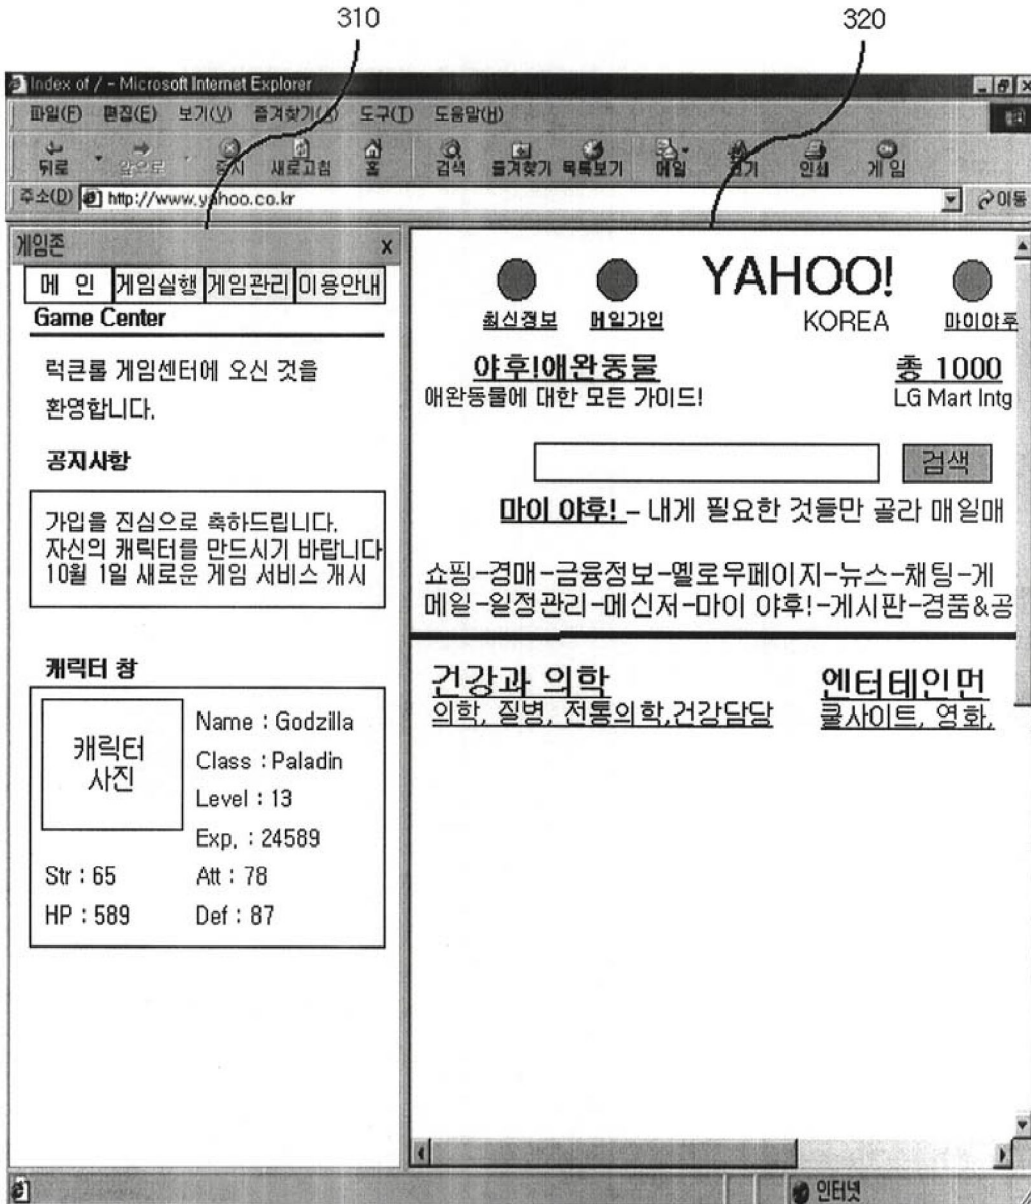 310
320
Index of / - Microsoft Internet Explorer
파일(F) 편집(E) 보기(V) 즐겨찾기(A) 도구(T) 도움말(H)
뒤로 앞으로 중지 새로고침 홈 검색 즐겨찾기 목록보기 메일 인쇄 게 임
주소(D) http://www.yahoo.co.kr 이동
게임존 x
메 인 게임실행 게임관리 이용안내
Game Center
럭큰롤 게임센터에 오신 것을
환영합니다.
공지사항
가입을 진심으로 축하드립니다.
자신의 캐릭터를 만드시기 바랍니다
10월 1일 새로운 게임 서비스 개시
캐릭터 창
캐릭터
사진
Name : Godzilla
Class : Paladin
Level : 13
Exp. : 24589
Str : 65 Att : 78
HP : 589 Def : 87
YAHOO!
KOREA
최신정보 메일가입 마이야후
야후!애완동물 총 1000
애완동물에 대한 모든 가이드! LG Mart Intg
검색
마이 야후! - 내게 필요한 것들만 골라 매일매
쇼핑-경매-금융정보-옐로우페이지-뉴스-채팅-게
메일-일정관리-메신저-마이 야후!-게시판-경품&공
건강과 의학 엔터테인먼
의학, 질병, 전통의학,건강담당 쿨사이트, 영화,
인터넷